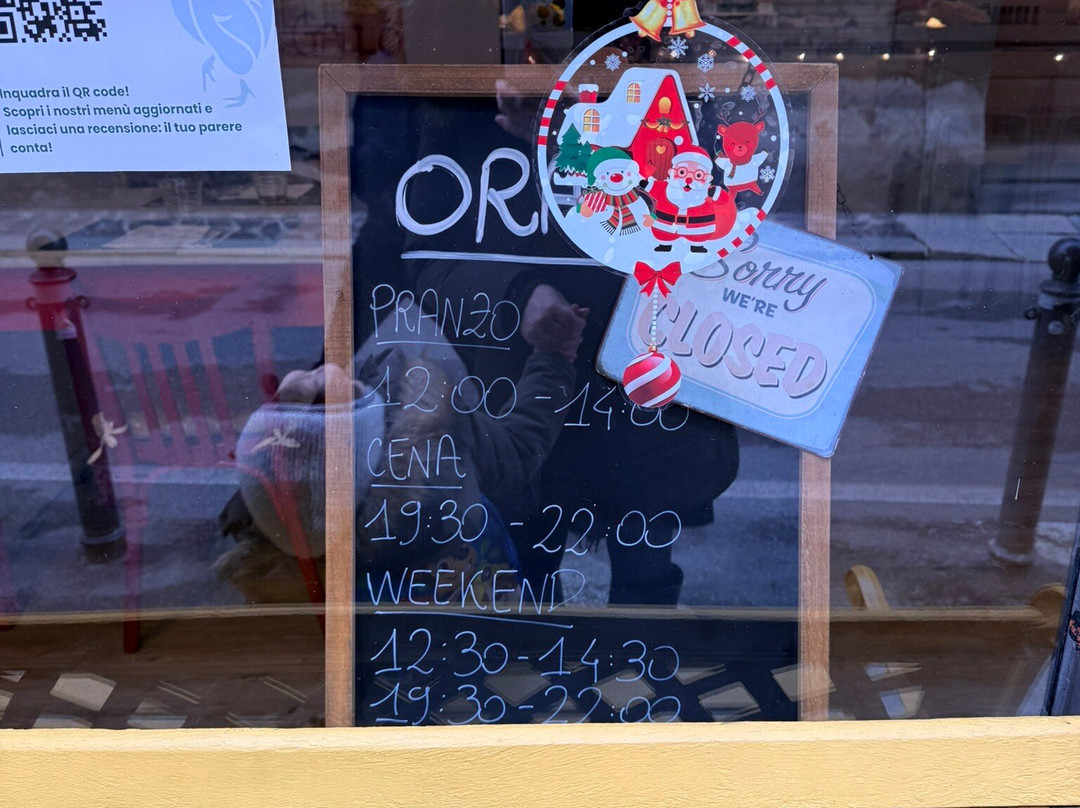 Inquadra il QR code!
Scopri i nostri menù aggiornati e
lasciaci una recensione: il tuo parere
conta!
OR
Sorry
WE'RE
CLOSED
PRANZO
12:00 - 14:00
CENA
19:30 - 22:00
WEEKEND
12:30 - 14:30
19:30 - 22:00